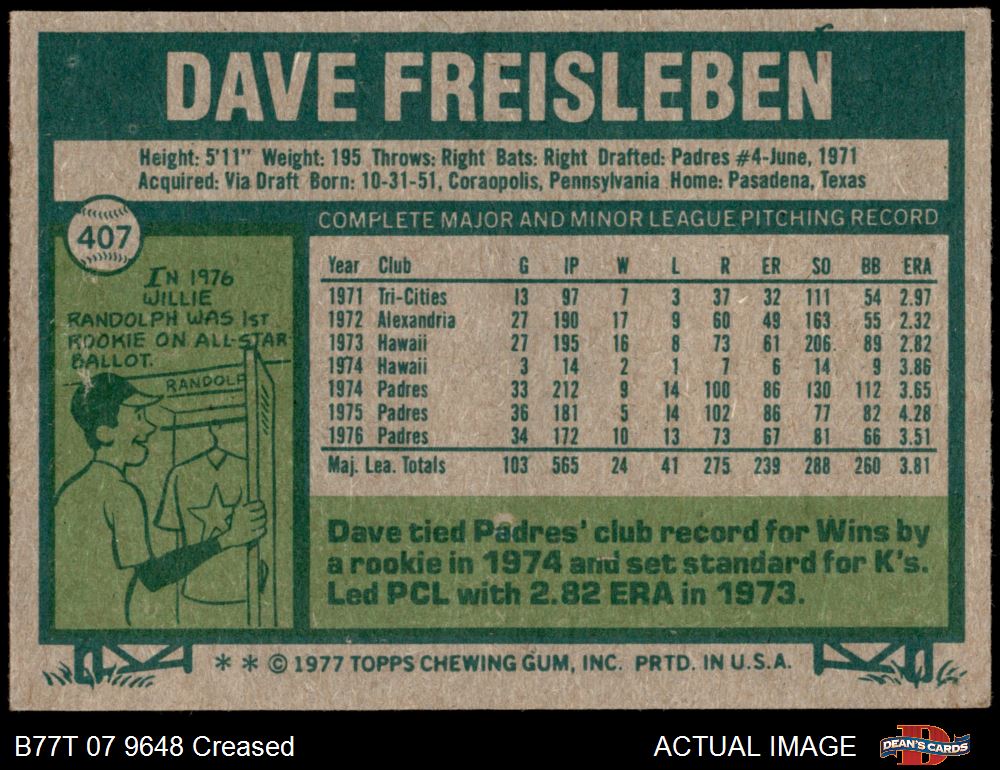 DAVE FREISLEBEN
Height: 5'11" Weight: 195 Throws: Right Bats: Right Drafted: Padres #4-June, 1971
Acquired: Via Draft Born: 10-31-51, Coraopolis, Pennsylvania Home: Pasadena, Texas
407
COMPLETE MAJOR AND MINOR LEAGUE PITCHING RECORD
IN 1976
WILLIE
RANDOLPH WAS 1ST
ROOKIE ON ALL-STAR
BALLOT.
RANDOLP
Year Club G IP W L R ER SO BB ERA
1971 Tri-Cities 13 97 7 3 37 32 111 54 2.97
1972 Alexandria 27 190 17 9 60 49 163 55 2.32
1973 Hawaii 27 195 16 8 73 61 206 89 2.82
1974 Hawaii 3 14 2 1 7 6 14 9 3.86
1974 Padres 33 212 9 14 100 86 130 112 3.65
1975 Padres 36 181 5 14 102 86 77 82 4.28
1976 Padres 34 172 10 13 73 67 81 66 3.51
Maj. Lea. Totals 103 565 24 41 275 239 288 260 3.81
Dave tied Padres' club record for Wins by
a rookie in 1974 and set standard for K's.
Led PCL with 2.82 ERA in 1973.
* * © 1977 TOPPS CHEWING GUM, INC. PRTD. IN U.S.A.
B77T 07 9648 Creased
ACTUAL IMAGE
D
DEAN'S CARDS